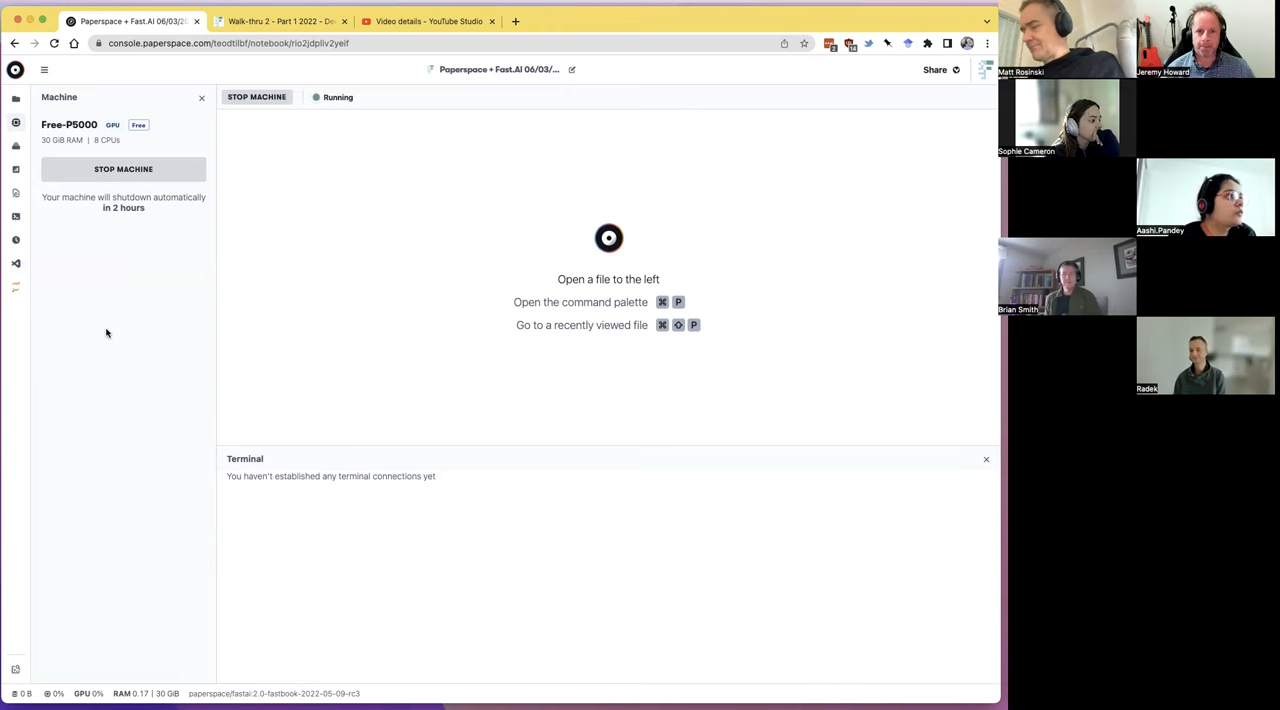 Paperspace + Fast.AI 06/03/20
Walk-thru 2 - Part 1 2022 - De
Video details - YouTube Studio
console.paperspace.com/teodtilbf/notebook/rio2jdpliv2yeif
Paperspace + Fast.AI 06/03/...
Share
Machine
STOP MACHINE
Running
Free-P5000 GPU Free
30 GiB RAM | 8 CPUs
STOP MACHINE
Your machine will shutdown automatically
in 2 hours
Open a file to the left
Open the command palette ⌘ P
Go to a recently viewed file ⌘ ⇧ P
Terminal
You haven't established any terminal connections yet
0 B 0% GPU 0% RAM 0.17 | 30 GiB paperspace/fastai:2.0-fastbook-2022-05-09-rc3
Matt Rosinski
Jeremy Howard
Sophie Cameron
Aashi.Pandey
Brian Smith
Radek